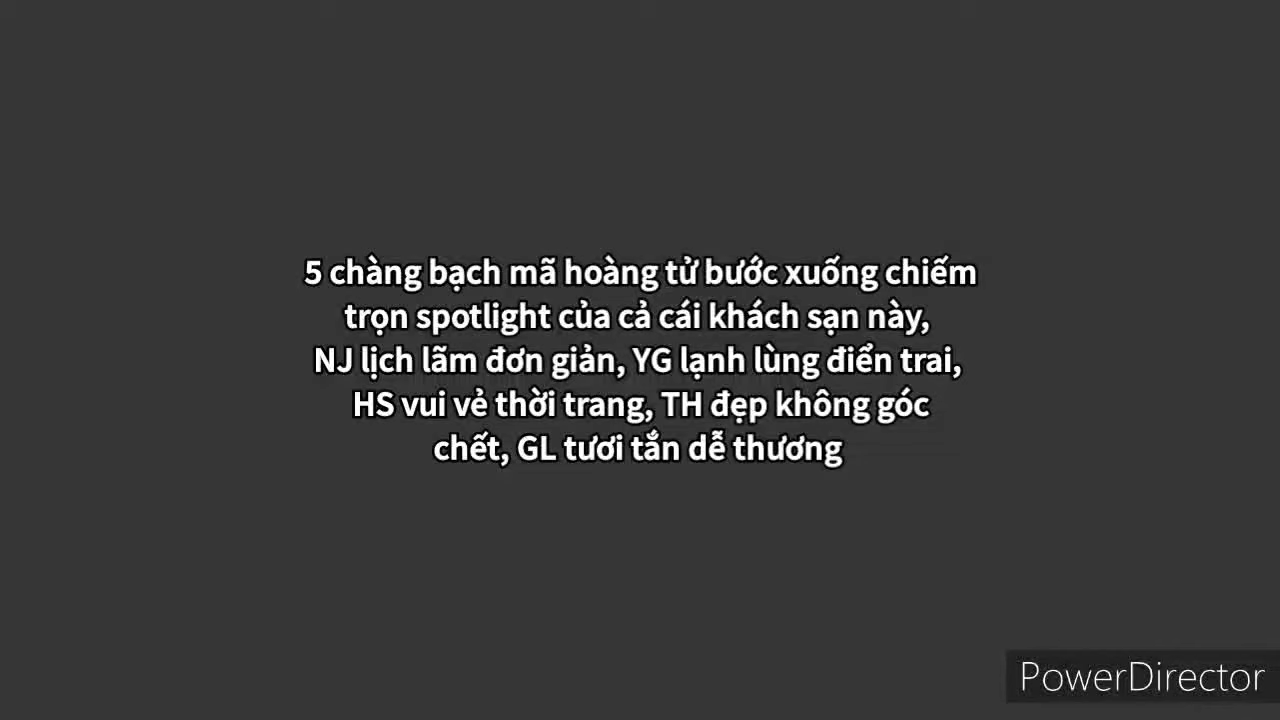 5 chàng bạch mã hoàng tử bước xuống chiếm
trọn spotlight của cả cái khách sạn này,
NJ lịch lãm đơn giản, YG lạnh lùng điển trai,
HS vui vẻ thời trang, TH đẹp không góc
chết, GL tươi tắn dễ thương
PowerDirector